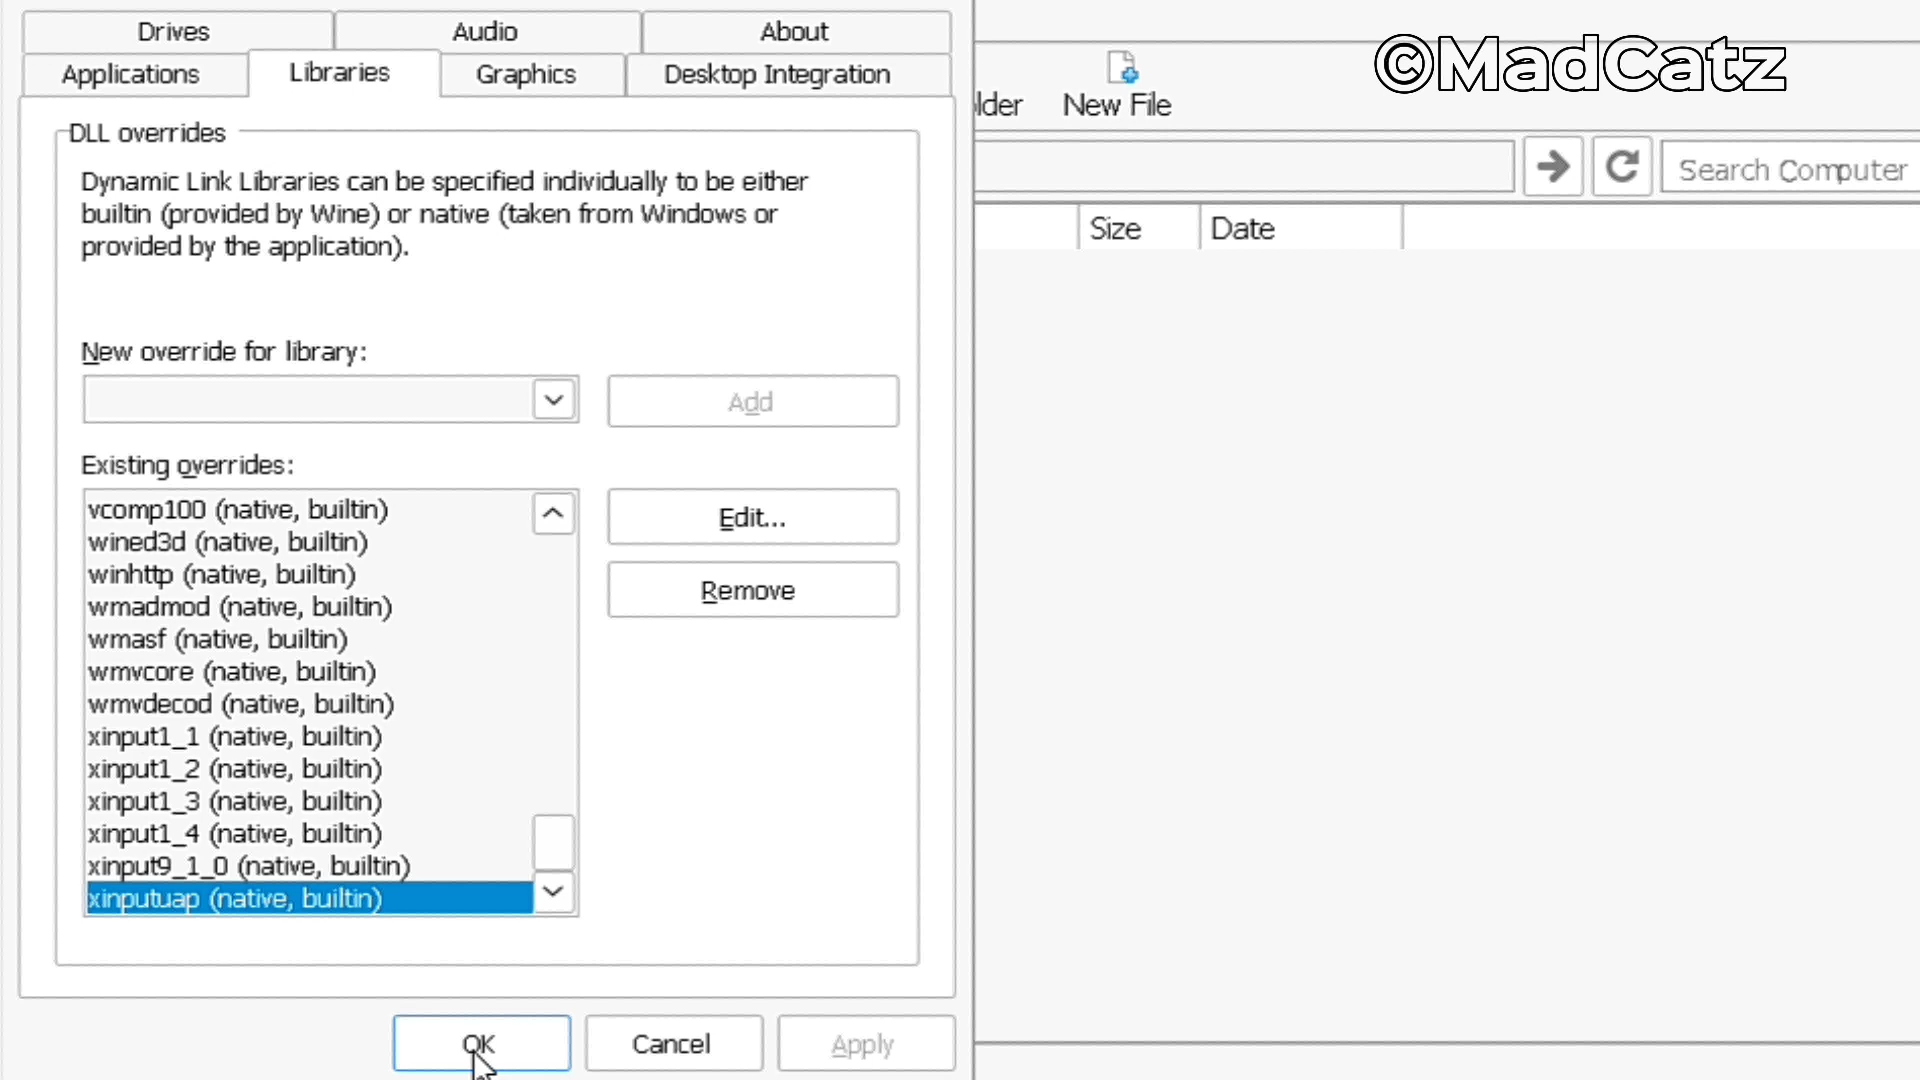 Drives
Audio
About
Applications
Libraries
Graphics
Desktop Integration
DLL overrides
Dynamic Link Libraries can be specified individually to be either
builtin (provided by Wine) or native (taken from Windows or
provided by the application).
New override for library:
Add
Existing overrides:
vcomp100 (native, builtin)
wined3d (native, builtin)
winhttp (native, builtin)
wmadmod (native, builtin)
wmasf (native, builtin)
wmvcore (native, builtin)
wmvdecod (native, builtin)
xinput1_1 (native, builtin)
xinput1_2 (native, builtin)
xinput1_3 (native, builtin)
xinput1_4 (native, builtin)
xinput9_1_0 (native, builtin)
xinputuap (native, builtin)
Edit...
Remove
OK
Cancel
Apply
©MadCatz
New File
Search Computer
Size
Date